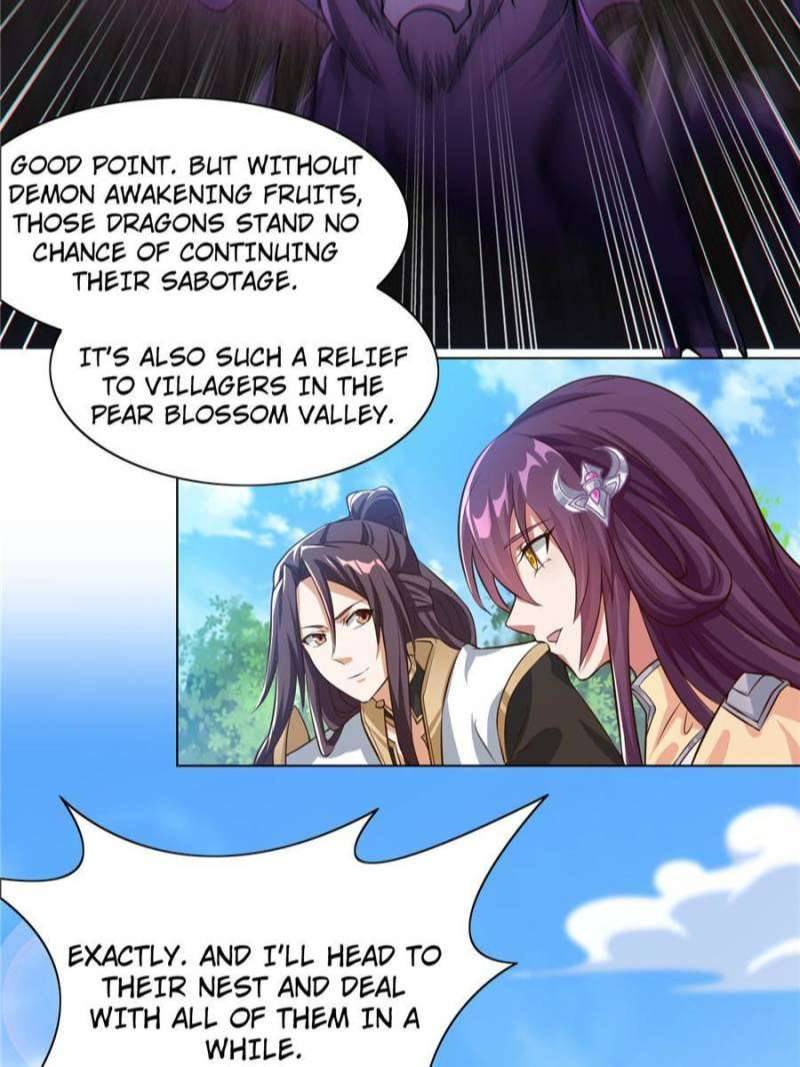 GOOD POINT. BUT WITHOUT
DEMON AWAKENING FRUITS,
THOSE DRAGONS STAND NO
CHANCE OF CONTINUING
THEIR SABOTAGE.
IT'S ALSO SUCH A RELIEF
TO VILLAGERS IN THE
PEAR BLOSSOM VALLEY.
EXACTLY. AND I'LL HEAD TO
THEIR NEST AND DEAL
WITH ALL OF THEM IN A
WHILE.